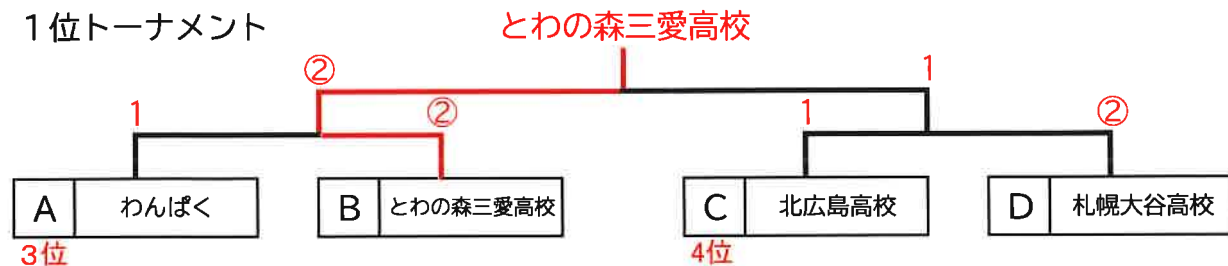 1位トーナメント
とわの森三愛高校
② 1
1 ② 1 ②
A わんぱく B とわの森三愛高校 C 北広島高校 D 札幌大谷高校
3位 4位